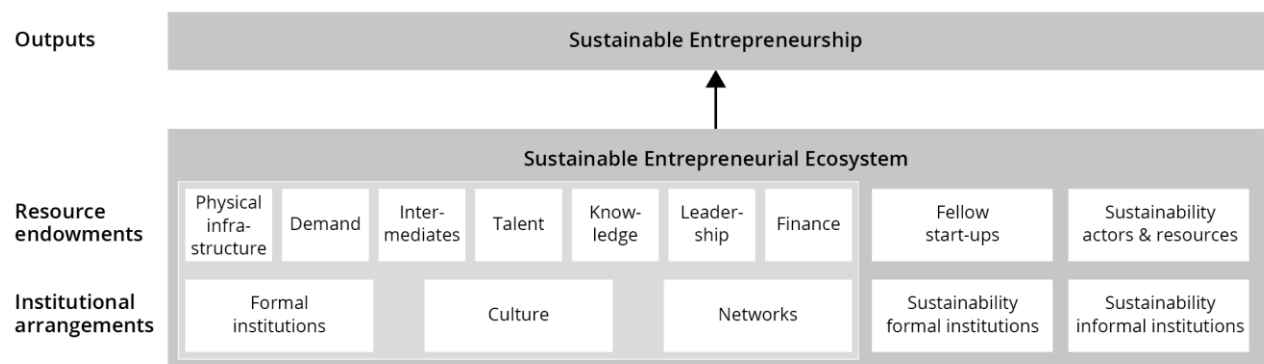 Outputs
Sustainable Entrepreneurship
Sustainable Entrepreneurial Ecosystem
Resource
endowments
Physical
infra-
structure
Demand
Inter-
mediates
Talent
Know-
ledge
Leader-
ship
Finance
Fellow
start-ups
Sustainability
actors & resources
Institutional
arrangements
Formal
institutions
Culture
Networks
Sustainability
formal institutions
Sustainability
informal institutions